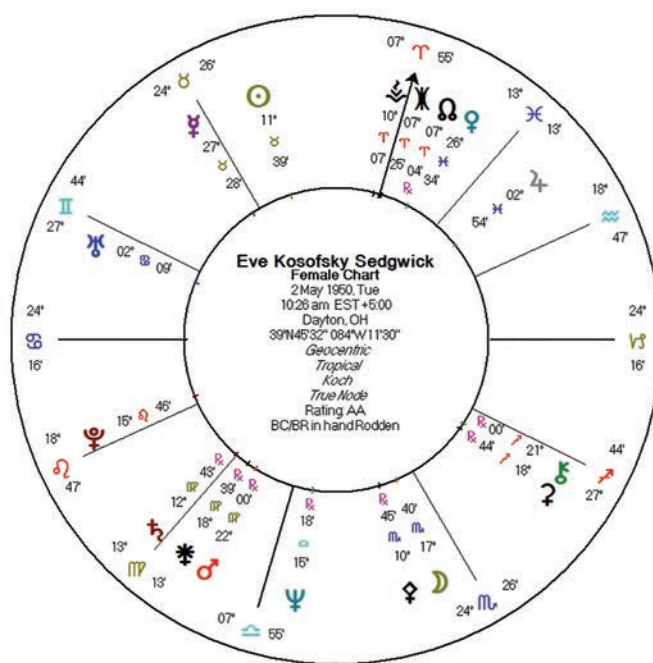 07° ♈ 55'
24° ♉ 26'
☉ 11° ♉ 39'
10° ♈ 07'
07° ♈ 25'
☊ 07° ♈ 04' ℞
♀ 26° ♓ 34'
13° ♓ 13'
☿ 27° ♉ 28'
♃ 02° ♓ 54'
18° ♒ 47'
44' ♊ 27°
♅ 02° ♋ 09'
Eve Kosofsky Sedgwick
Female Chart
2 May 1950, Tue
10:26 am EST +5:00
Dayton, OH
39°N45'32" 084°W11'30"
Geocentric
Tropical
Koch
True Node
Rating: AA
BC/BR in hand Rodden
24° ♋ 16'
24° ♑ 16'
♇ 15° ♌ 46'
18° ♌ 47'
⚷ 21° ♐ 00' ℞
⚳ 18° ♐ 44' ℞
44' ♐ 27°
♄ 12° ♍ 43' ℞
⚵ 18° ♍ 39' ℞
♂ 22° ♍ 00' ℞
13° ♍ 13'
♆ 15° ♎ 18' ℞
⚴ 10° ♏ 45' ℞
☽ 17° ♏ 40'
24° ♏ 26'
07° ♎ 55'